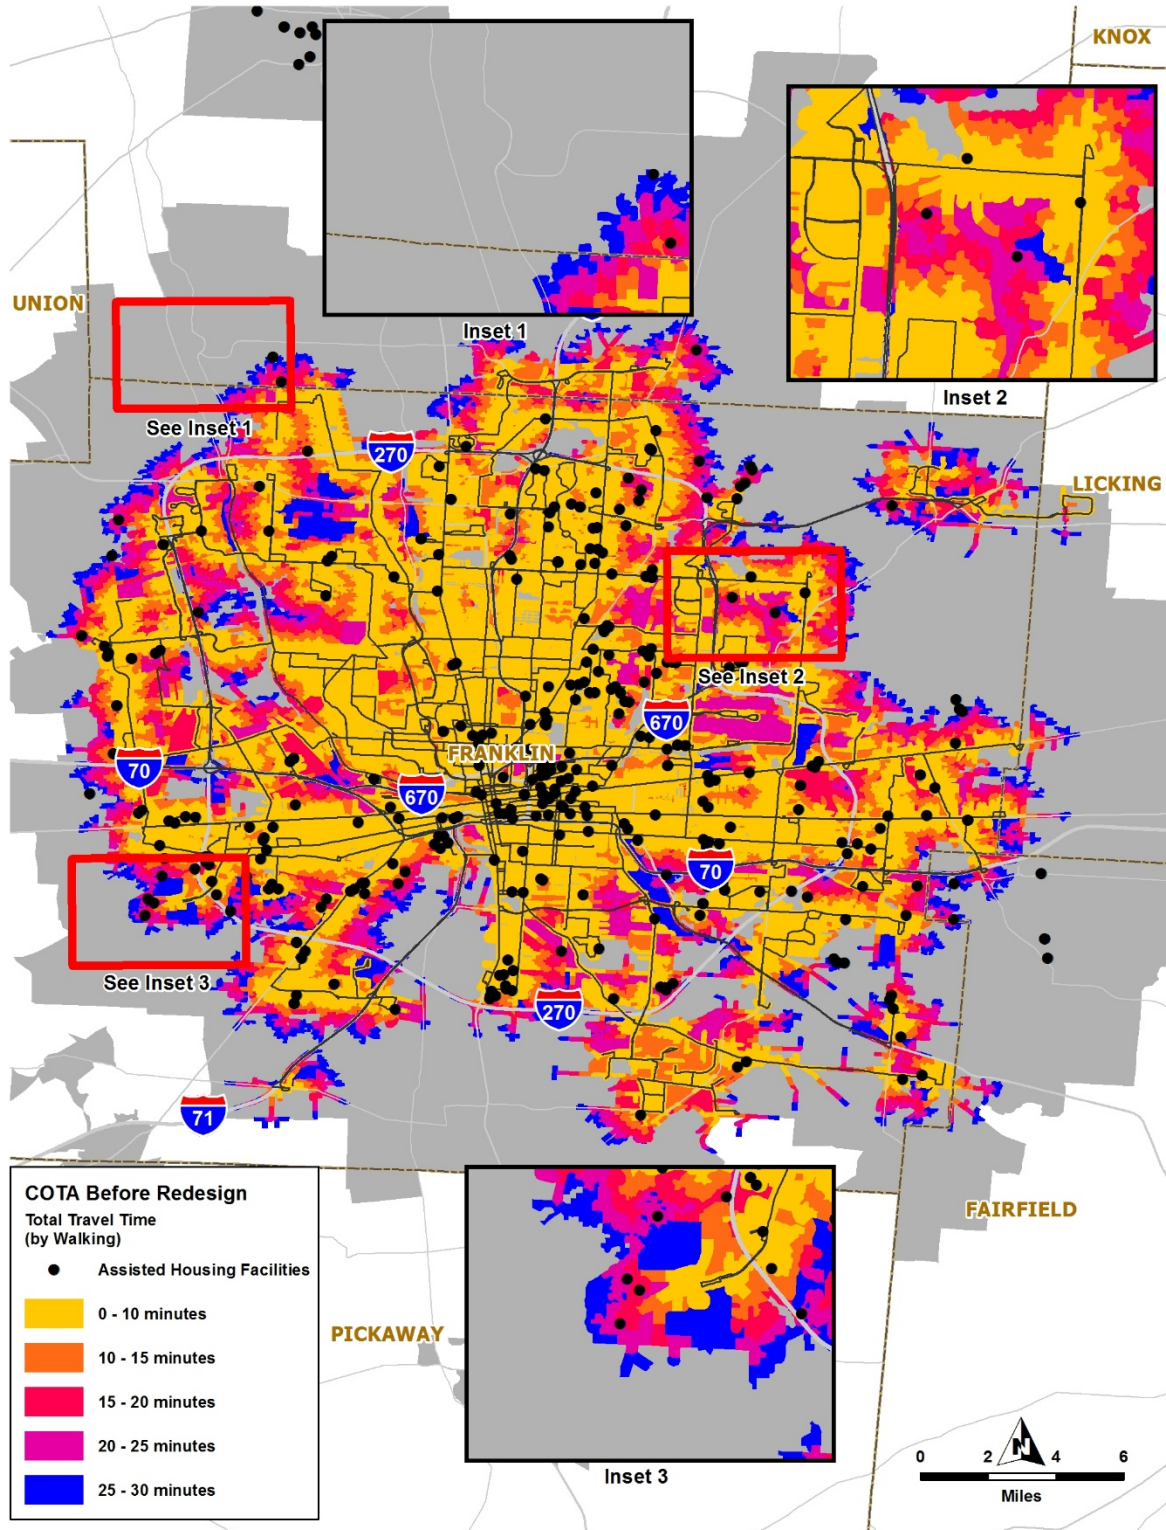 KNOX
UNION
Inset 1
Inset 2
See Inset 1
270
LICKING
See Inset 2
670
FRANKLIN
70
670
70
See Inset 3
270
71
COTA Before Redesign
Total Travel Time
(by Walking)
Assisted Housing Facilities
0 - 10 minutes
10 - 15 minutes
15 - 20 minutes
20 - 25 minutes
25 - 30 minutes
FAIRFIELD
PICKAWAY
Inset 3
N
0 2 4 6
Miles